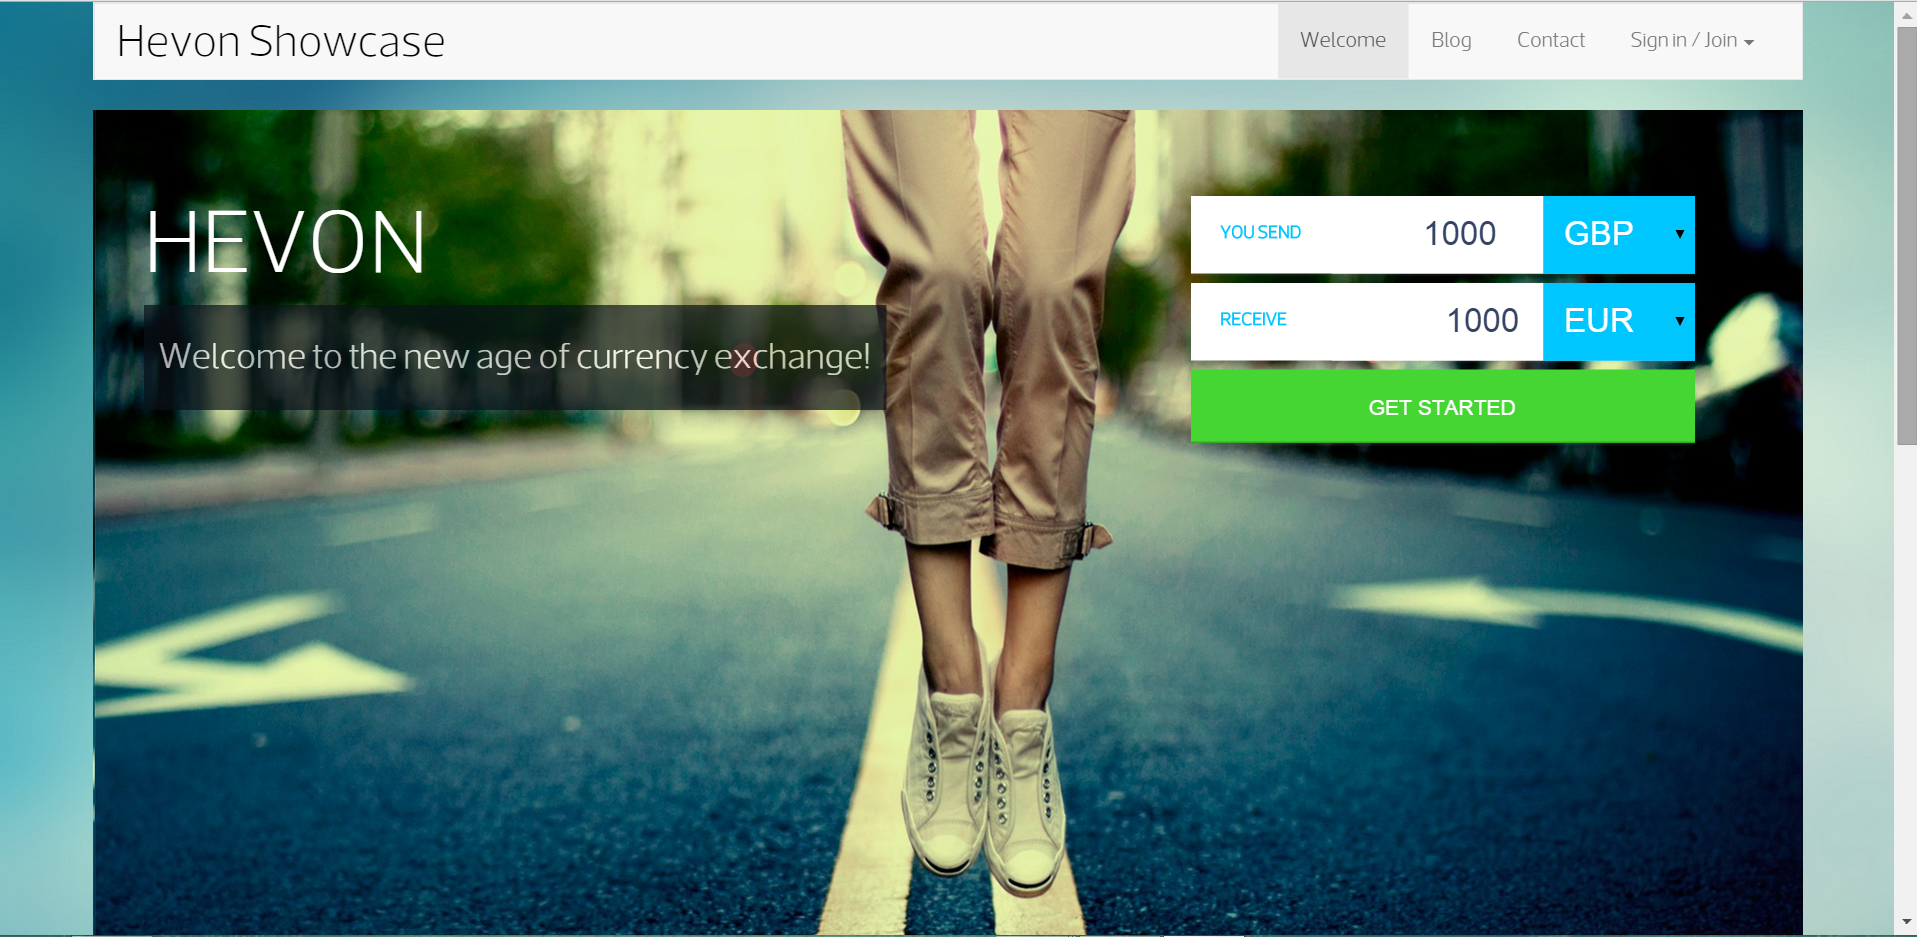 Hevon Showcase
Welcome Blog Contact Sign in / Join
HEVON
Welcome to the new age of currency exchange!
YOU SEND 1000 GBP
RECEIVE 1000 EUR
GET STARTED